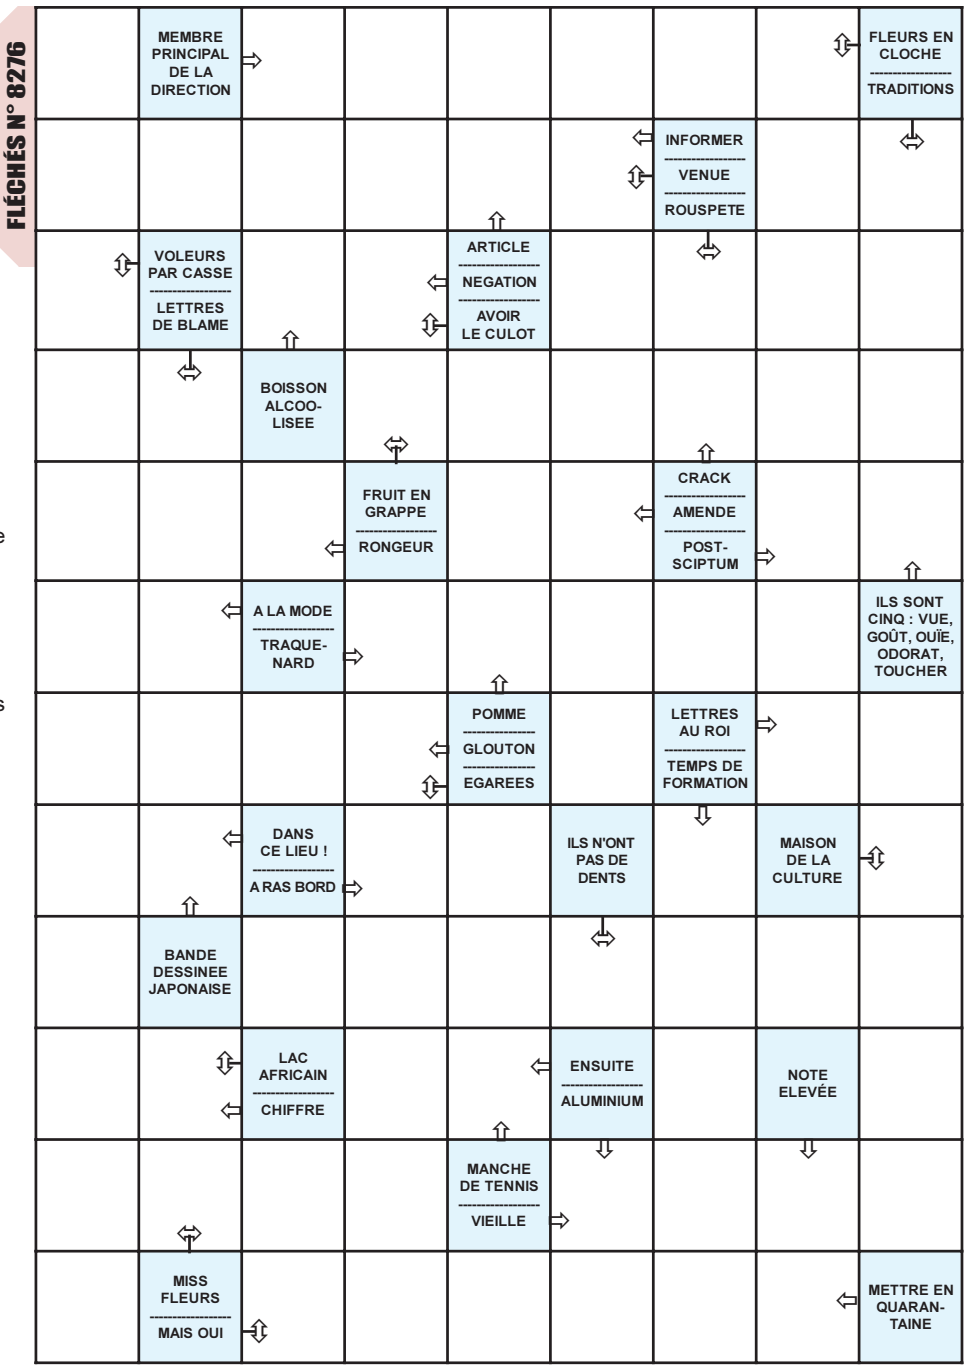 FLÉCHÉS N° 8276
MEMBRE
PRINCIPAL
DE LA
DIRECTION
FLEURS EN
CLOCHE
TRADITIONS
INFORMER
VENUE
ROUSPETE
VOLEURS
PAR CASSE
LETTRES
DE BLAME
ARTICLE
NEGATION
AVOIR
LE CULOT
BOISSON
ALCOO-
LISEE
FRUIT EN
GRAPPE
RONGEUR
CRACK
AMENDE
POST-
SCIPTUM
e
A LA MODE
TRAQUE-
NARD
ILS SONT
CINQ : VUE,
GOÛT, OUÏE,
ODORAT,
TOUCHER
s
POMME
GLOUTON
EGAREES
LETTRES
AU ROI
TEMPS DE
FORMATION
DANS
CE LIEU !
A RAS BORD
ILS N'ONT
PAS DE
DENTS
MAISON
DE LA
CULTURE
BANDE
DESSINEE
JAPONAISE
LAC
AFRICAIN
CHIFFRE
ENSUITE
ALUMINIUM
NOTE
ELEVÉE
MANCHE
DE TENNIS
VIEILLE
MISS
FLEURS
MAIS OUI
METTRE EN
QUARAN-
TAINE